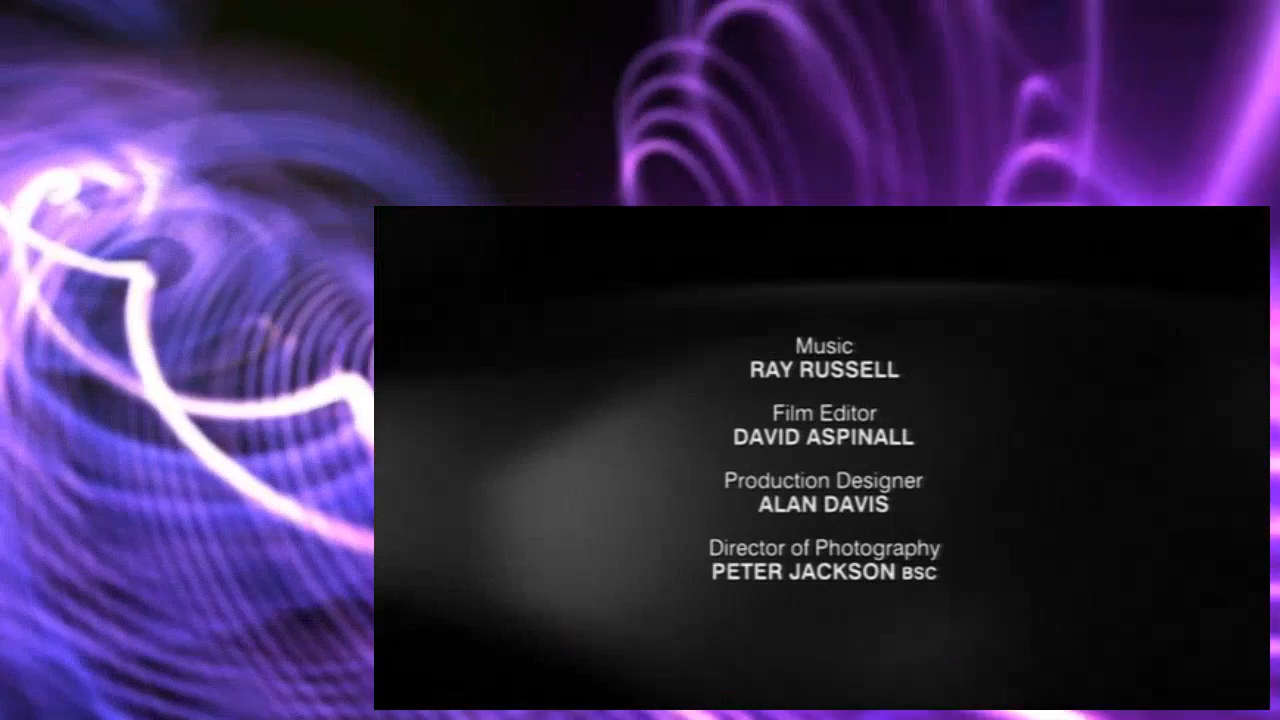 Music
RAY RUSSELL
Film Editor
DAVID ASPINALL
Production Designer
ALAN DAVIS
Director of Photography
PETER JACKSON BSC